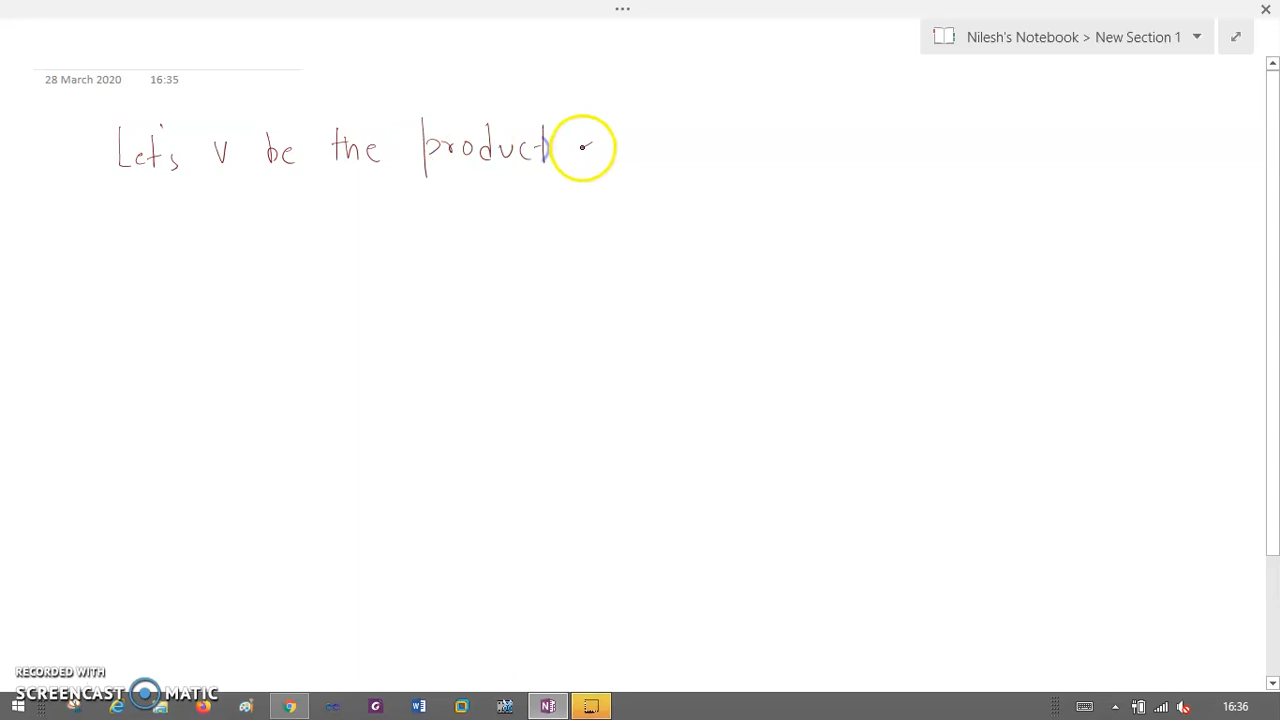 Nilesh's Notebook > New Section 1
28 March 2020 16:35
Let's v be the product
RECORDED WITH
SCREENCAST MATIC
16:36